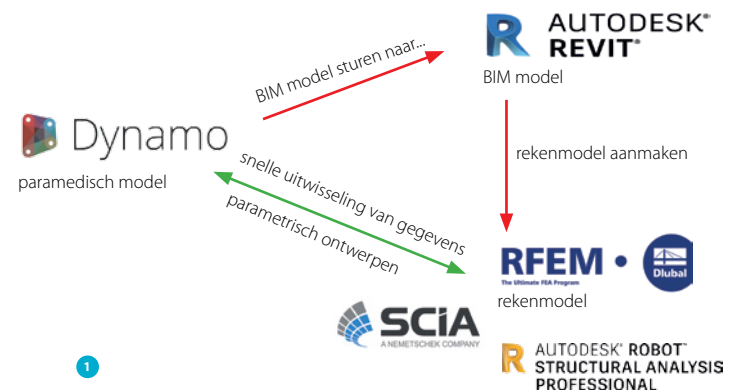 AUTODESK®
REVIT®
BIM model
BIM model sturen naar...
Dynamo
paramedisch model
rekenmodel aanmaken
snelle uitwisseling van gegevens
parametrisch ontwerpen
RFEM •
The Ultimate FEA Program
Dlubal
rekenmodel
SCiA
A NEMETSCHEK COMPANY
AUTODESK® ROBOT™
STRUCTURAL ANALYSIS
PROFESSIONAL
1